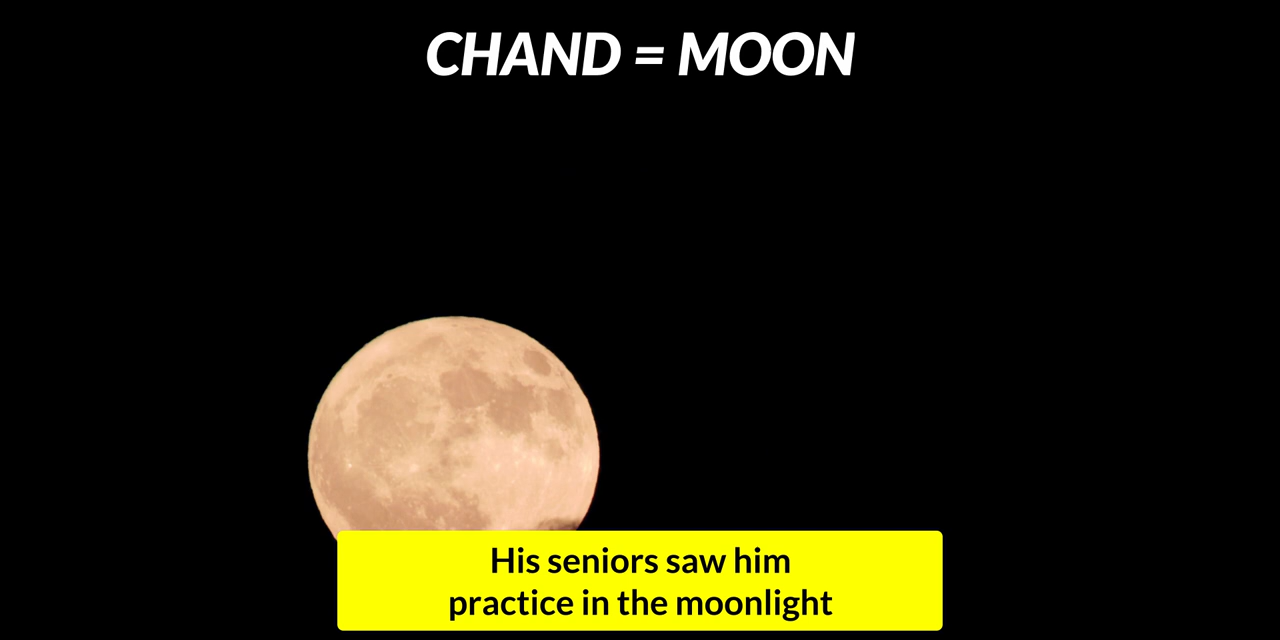 CHAND = MOON
His seniors saw him
practice in the moonlight